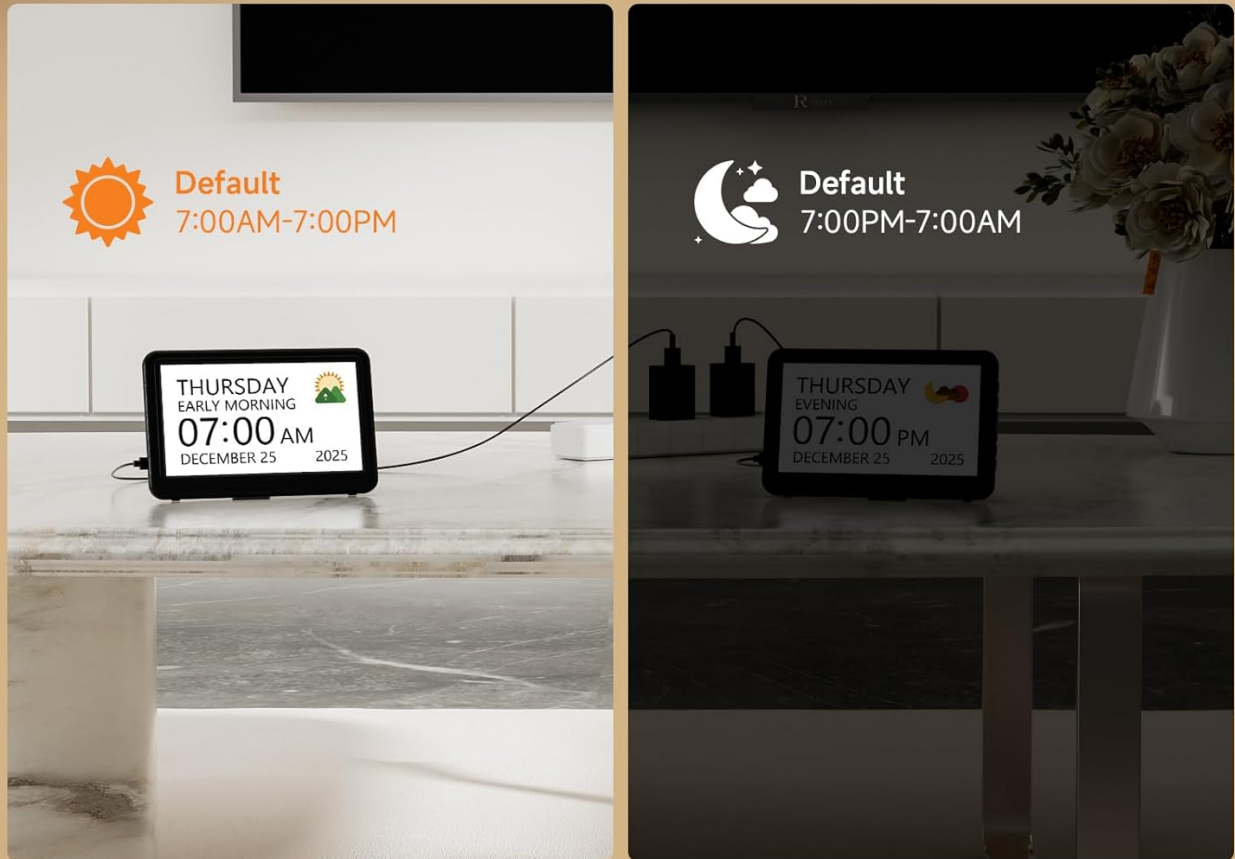 Default
7:00AM-7:00PM
THURSDAY
EARLY MORNING
07:00 AM
DECEMBER 25 2025
Default
7:00PM-7:00AM
THURSDAY
EVENING
07:00 PM
DECEMBER 25 2025